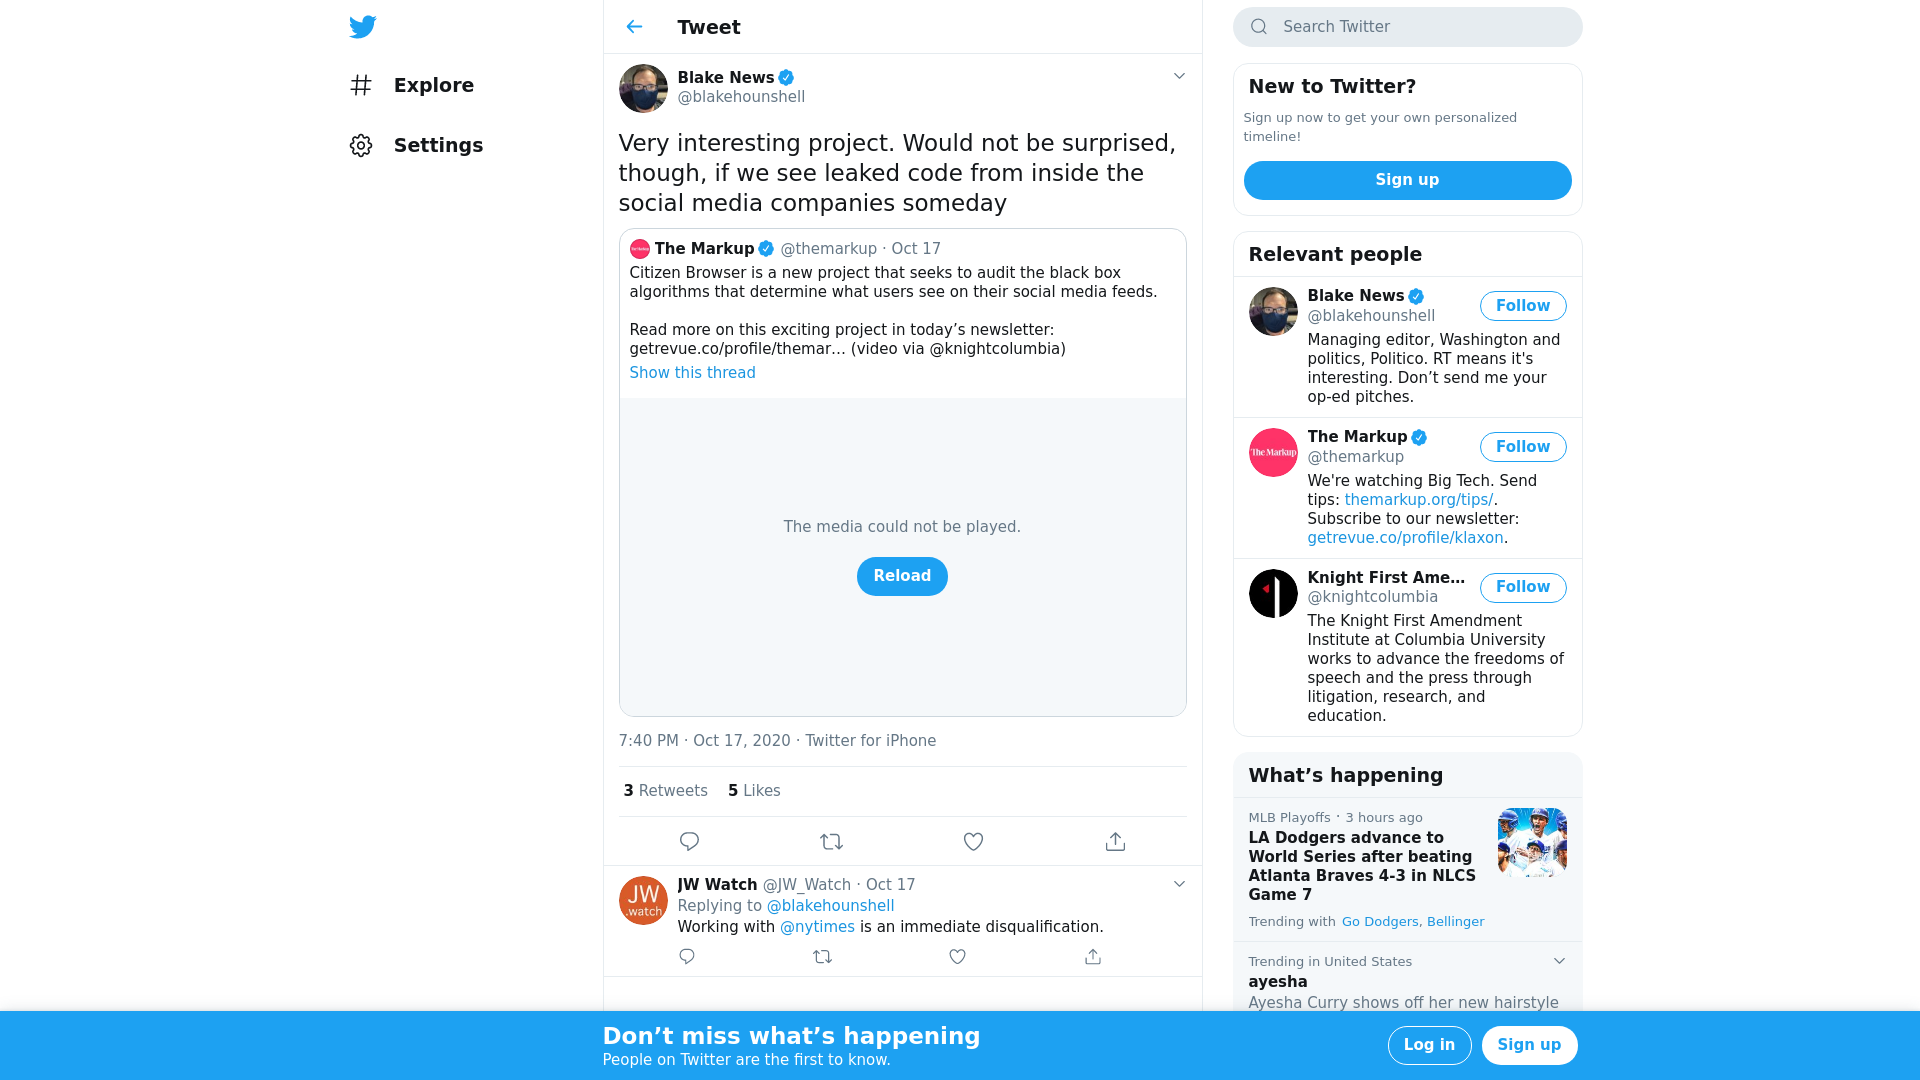 Explore
Settings
Tweet
Blake News
@blakehounshell
Very interesting project. Would not be surprised,
though, if we see leaked code from inside the
social media companies someday
The Markup @themarkup · Oct 17
Citizen Browser is a new project that seeks to audit the black box
algorithms that determine what users see on their social media feeds.
Read more on this exciting project in today’s newsletter:
getrevue.co/profile/themar… (video via @knightcolumbia)
Show this thread
The media could not be played.
Reload
7:40 PM · Oct 17, 2020 · Twitter for iPhone
3 Retweets 5 Likes
JW
.watch
JW Watch @JW_Watch · Oct 17
Replying to @blakehounshell
Working with @nytimes is an immediate disqualification.
Search Twitter
New to Twitter?
Sign up now to get your own personalized
timeline!
Sign up
Relevant people
Blake News
@blakehounshell
Follow
Managing editor, Washington and
politics, Politico. RT means it's
interesting. Don’t send me your
op-ed pitches.
The Markup
The Markup
@themarkup
Follow
We're watching Big Tech. Send
tips: themarkup.org/tips/.
Subscribe to our newsletter:
getrevue.co/profile/klaxon.
Knight First Ame…
@knightcolumbia
Follow
The Knight First Amendment
Institute at Columbia University
works to advance the freedoms of
speech and the press through
litigation, research, and
education.
What’s happening
MLB Playoffs · 3 hours ago
LA Dodgers advance to
World Series after beating
Atlanta Braves 4-3 in NLCS
Game 7
Trending with Go Dodgers, Bellinger
Trending in United States
ayesha
Ayesha Curry shows off her new hairstyle
Don’t miss what’s happening
People on Twitter are the first to know.
Log in
Sign up